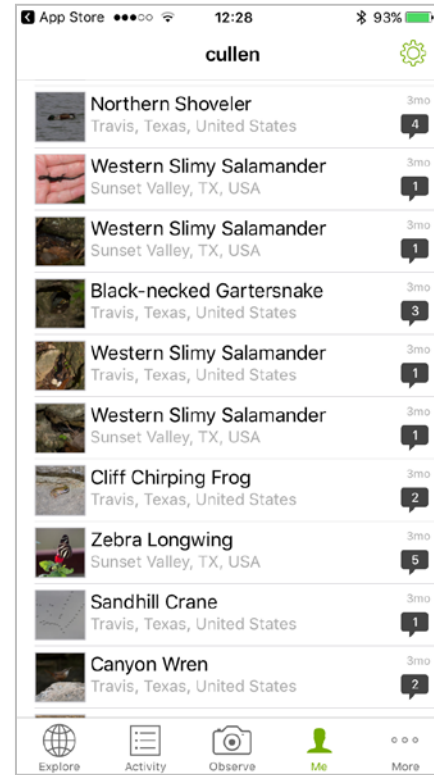 App Store 12:28 93%
cullen
Northern Shoveler 3mo
Travis, Texas, United States 4
Western Slimy Salamander 3mo
Sunset Valley, TX, USA 1
Western Slimy Salamander 3mo
Sunset Valley, TX, USA 1
Black-necked Gartersnake 3mo
Travis, Texas, United States 3
Western Slimy Salamander 3mo
Travis, Texas, United States 1
Western Slimy Salamander 3mo
Sunset Valley, TX, USA 1
Cliff Chirping Frog 3mo
Travis, Texas, United States 2
Zebra Longwing 3mo
Sunset Valley, TX, USA 5
Sandhill Crane 3mo
Travis, Texas, United States 1
Canyon Wren 3mo
Travis, Texas, United States 2
Explore Activity Observe Me More